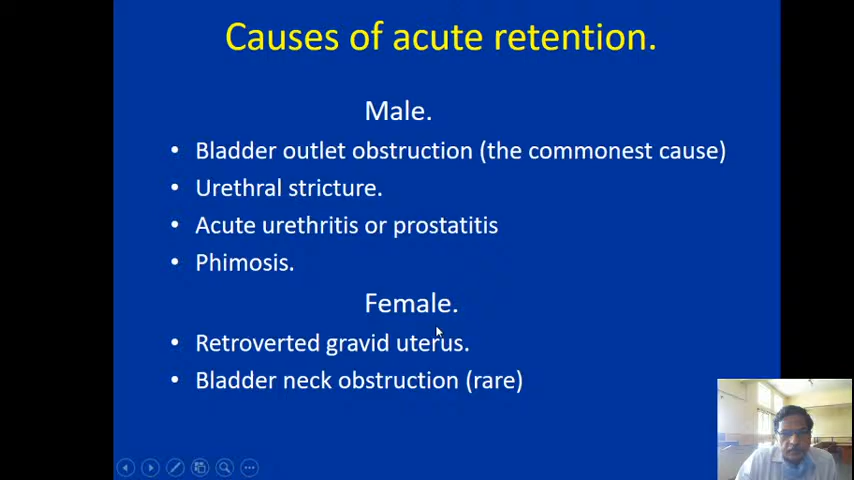 Causes of acute retention.
Male.
• Bladder outlet obstruction (the commonest cause)
• Urethral stricture.
• Acute urethritis or prostatitis
• Phimosis.
Female.
• Retroverted gravid uterus.
• Bladder neck obstruction (rare)